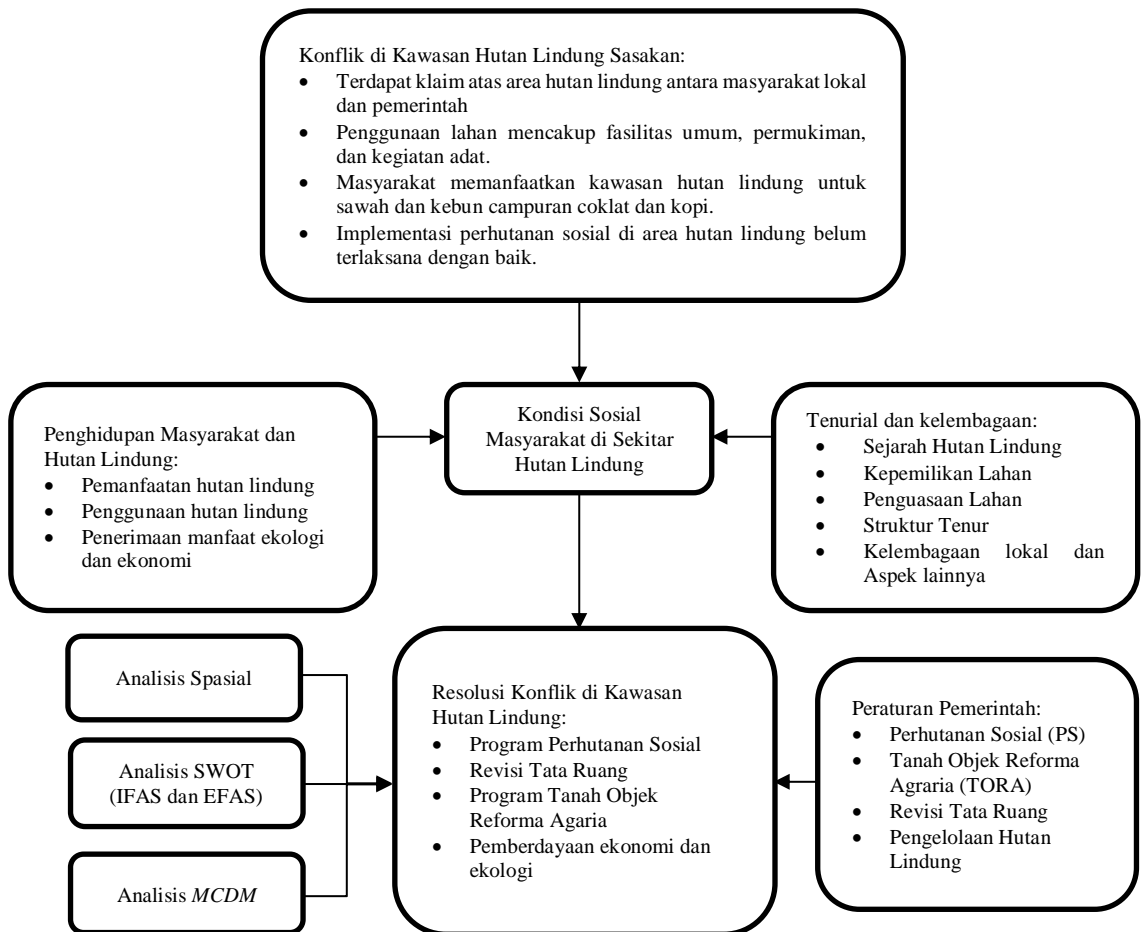 Konflik di Kawasan Hutan Lindung Sasakan:
• Terdapat klaim atas area hutan lindung antara masyarakat lokal
dan pemerintah
• Penggunaan lahan mencakup fasilitas umum, permukiman,
dan kegiatan adat.
• Masyarakat memanfaatkan kawasan hutan lindung untuk
sawah dan kebun campuran coklat dan kopi.
• Implementasi perhutanan sosial di area hutan lindung belum
terlaksana dengan baik.
Penghidupan Masyarakat dan
Hutan Lindung:
• Pemanfaatan hutan lindung
• Penggunaan hutan lindung
• Penerimaan manfaat ekologi
dan ekonomi
Kondisi Sosial
Masyarakat di Sekitar
Hutan Lindung
Tenurial dan kelembagaan:
• Sejarah Hutan Lindung
• Kepemilikan Lahan
• Penguasaan Lahan
• Struktur Tenur
• Kelembagaan lokal dan
Aspek lainnya
Analisis Spasial
Analisis SWOT
(IFAS dan EFAS)
Analisis MCDM
Resolusi Konflik di Kawasan
Hutan Lindung:
• Program Perhutanan Sosial
• Revisi Tata Ruang
• Program Tanah Objek
Reforma Agaria
• Pemberdayaan ekonomi dan
ekologi
Peraturan Pemerintah:
• Perhutanan Sosial (PS)
• Tanah Objek Reforma
Agraria (TORA)
• Revisi Tata Ruang
• Pengelolaan Hutan
Lindung